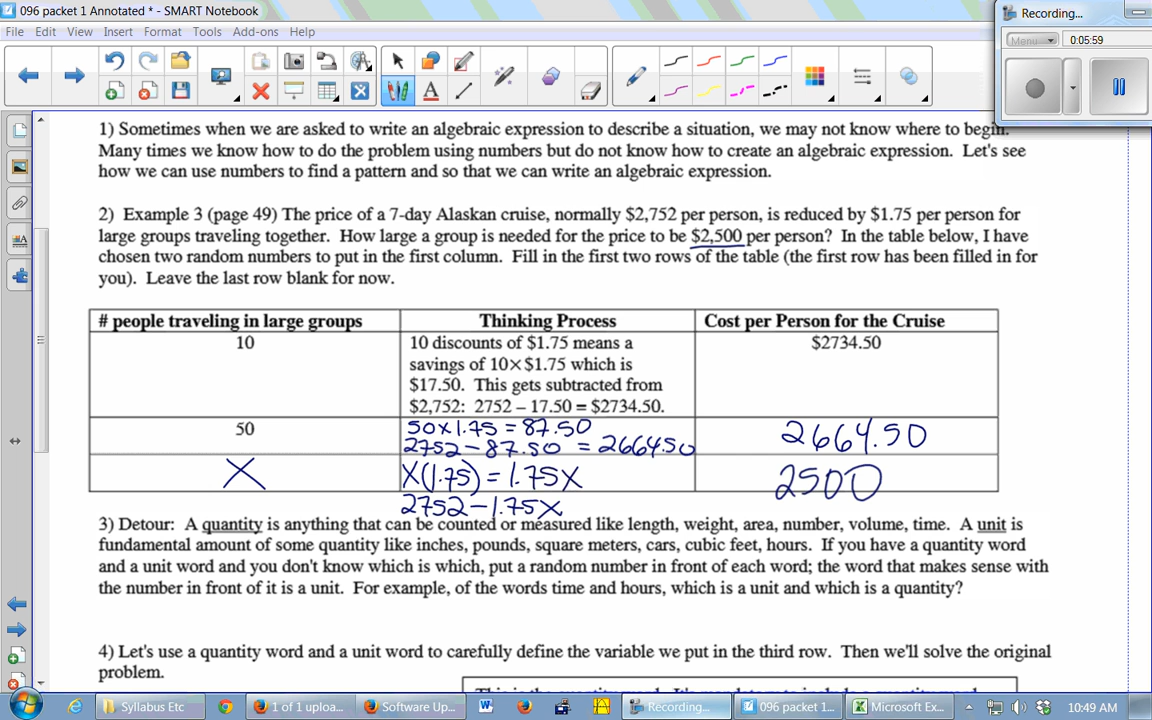 096 packet 1 Annotated * - SMART Notebook
Recording...
File Edit View Insert Format Tools Add-ons Help
Menu
0:05:59
1) Sometimes when we are asked to write an algebraic expression to describe a situation, we may not know where to begin.
Many times we know how to do the problem using numbers but do not know how to create an algebraic expression. Let's see
how we can use numbers to find a pattern and so that we can write an algebraic expression.
2) Example 3 (page 49) The price of a 7-day Alaskan cruise, normally $2,752 per person, is reduced by $1.75 per person for
large groups traveling together. How large a group is needed for the price to be $2,500 per person? In the table below, I have
chosen two random numbers to put in the first column. Fill in the first two rows of the table (the first row has been filled in for
you). Leave the last row blank for now.
# people traveling in large groups Thinking Process Cost per Person for the Cruise
10 10 discounts of $1.75 means a $2734.50
savings of 10×$1.75 which is
$17.50. This gets subtracted from
$2,752: 2752 – 17.50 = $2734.50.
50 50x1.75 = 87.50 2664.50
2752-87.50 = 2664.50
X X(1.75) = 1.75X 2500
2752-1.75X
3) Detour: A quantity is anything that can be counted or measured like length, weight, area, number, volume, time. A unit is
fundamental amount of some quantity like inches, pounds, square meters, cars, cubic feet, hours. If you have a quantity word
and a unit word and you don't know which is which, put a random number in front of each word; the word that makes sense with
the number in front of it is a unit. For example, of the words time and hours, which is a unit and which is a quantity?
4) Let's use a quantity word and a unit word to carefully define the variable we put in the third row. Then we'll solve the original
problem.
Syllabus Etc 1 of 1 uploa... Software Up... Recording... 096 packet 1... Microsoft Ex... 10:49 AM